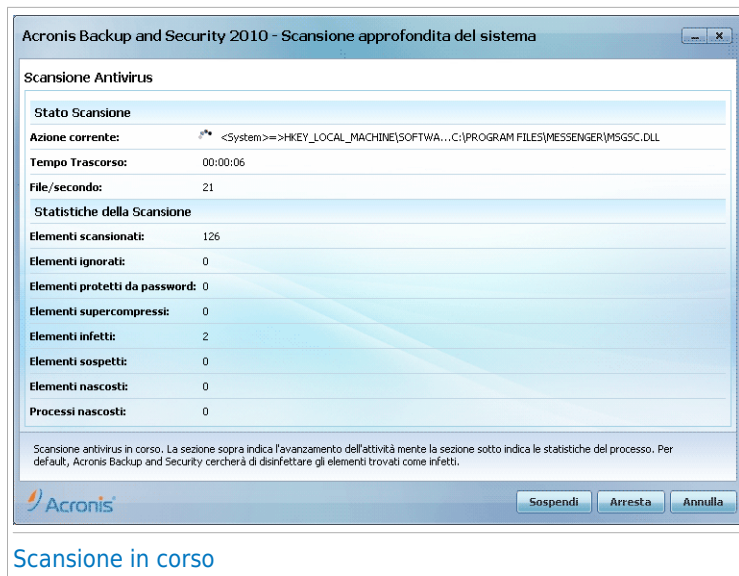 Acronis Backup and Security 2010 - Scansione approfondita del sistema
Scansione Antivirus
Stato Scansione
Azione corrente: <System>=>HKEY_LOCAL_MACHINE\SOFTWA...C:\PROGRAM FILES\MESSENGER\MSGSC.DLL
Tempo Trascorso: 00:00:06
File/secondo: 21
Statistiche della Scansione
Elementi scansionati: 126
Elementi ignorati: 0
Elementi protetti da password: 0
Elementi supercompressi: 0
Elementi infetti: 2
Elementi sospetti: 0
Elementi nascosti: 0
Processi nascosti: 0
Scansione antivirus in corso. La sezione sopra indica l'avanzamento dell'attività mente la sezione sotto indica le statistiche del processo. Per
default, Acronis Backup and Security cercherà di disinfettare gli elementi trovati come infetti.
Acronis Sospendi Arresta Annulla
Scansione in corso